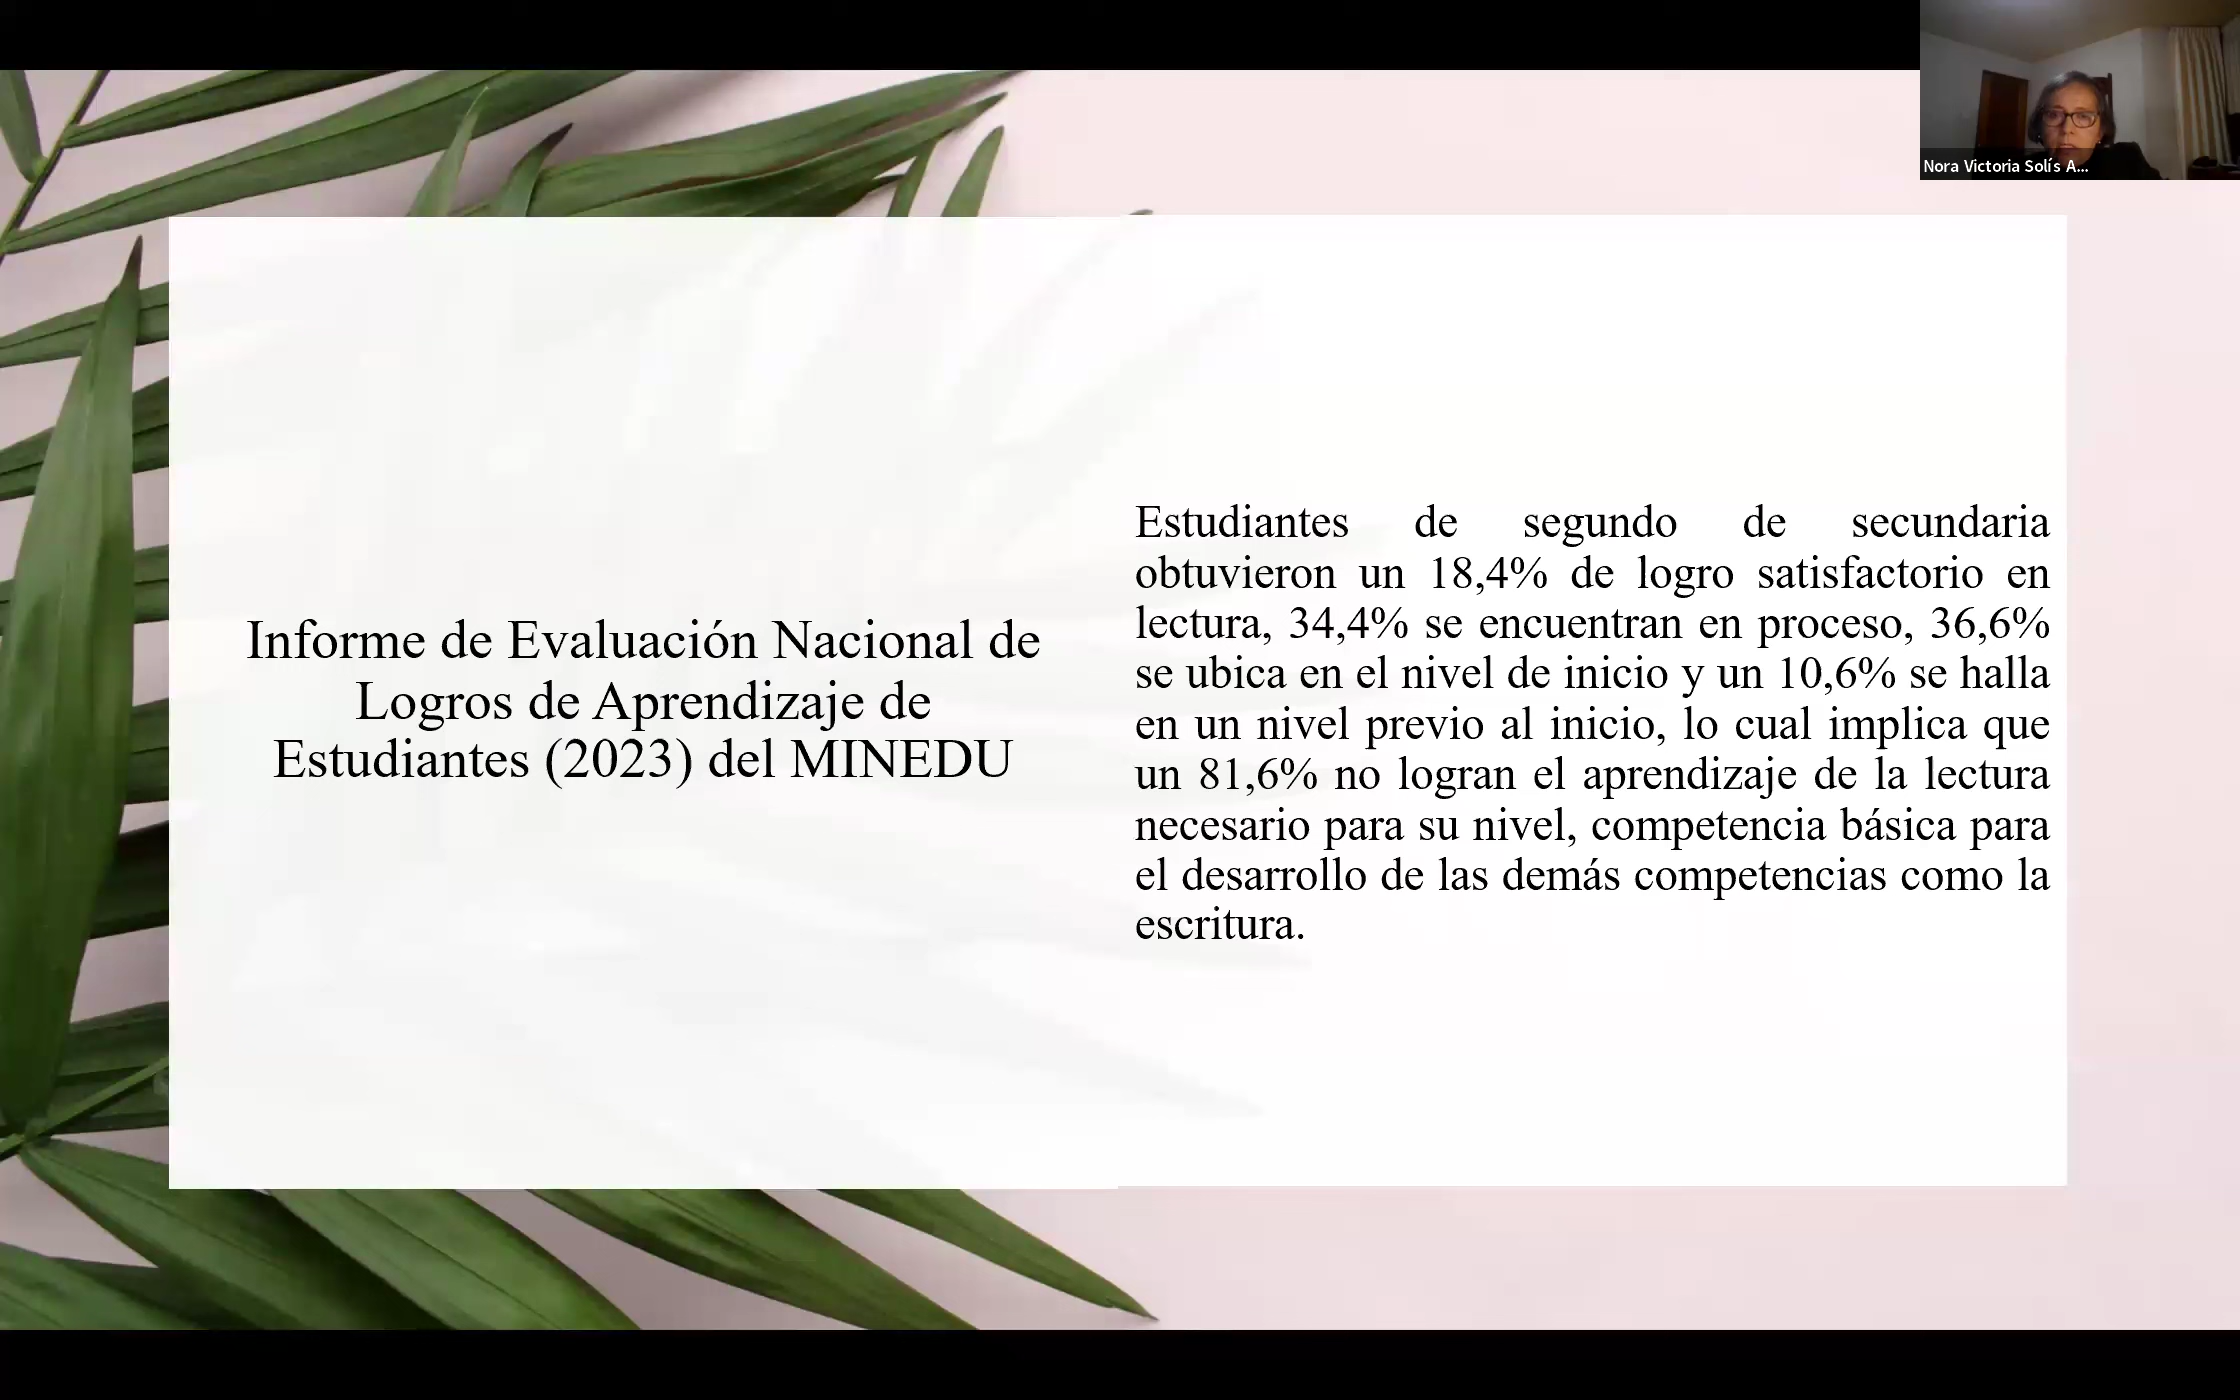 Nora Victoria Solís A...
Informe de Evaluación Nacional de
Logros de Aprendizaje de
Estudiantes (2023) del MINEDU
Estudiantes de segundo de secundaria
obtuvieron un 18,4% de logro satisfactorio en
lectura, 34,4% se encuentran en proceso, 36,6%
se ubica en el nivel de inicio y un 10,6% se halla
en un nivel previo al inicio, lo cual implica que
un 81,6% no logran el aprendizaje de la lectura
necesario para su nivel, competencia básica para
el desarrollo de las demás competencias como la
escritura.